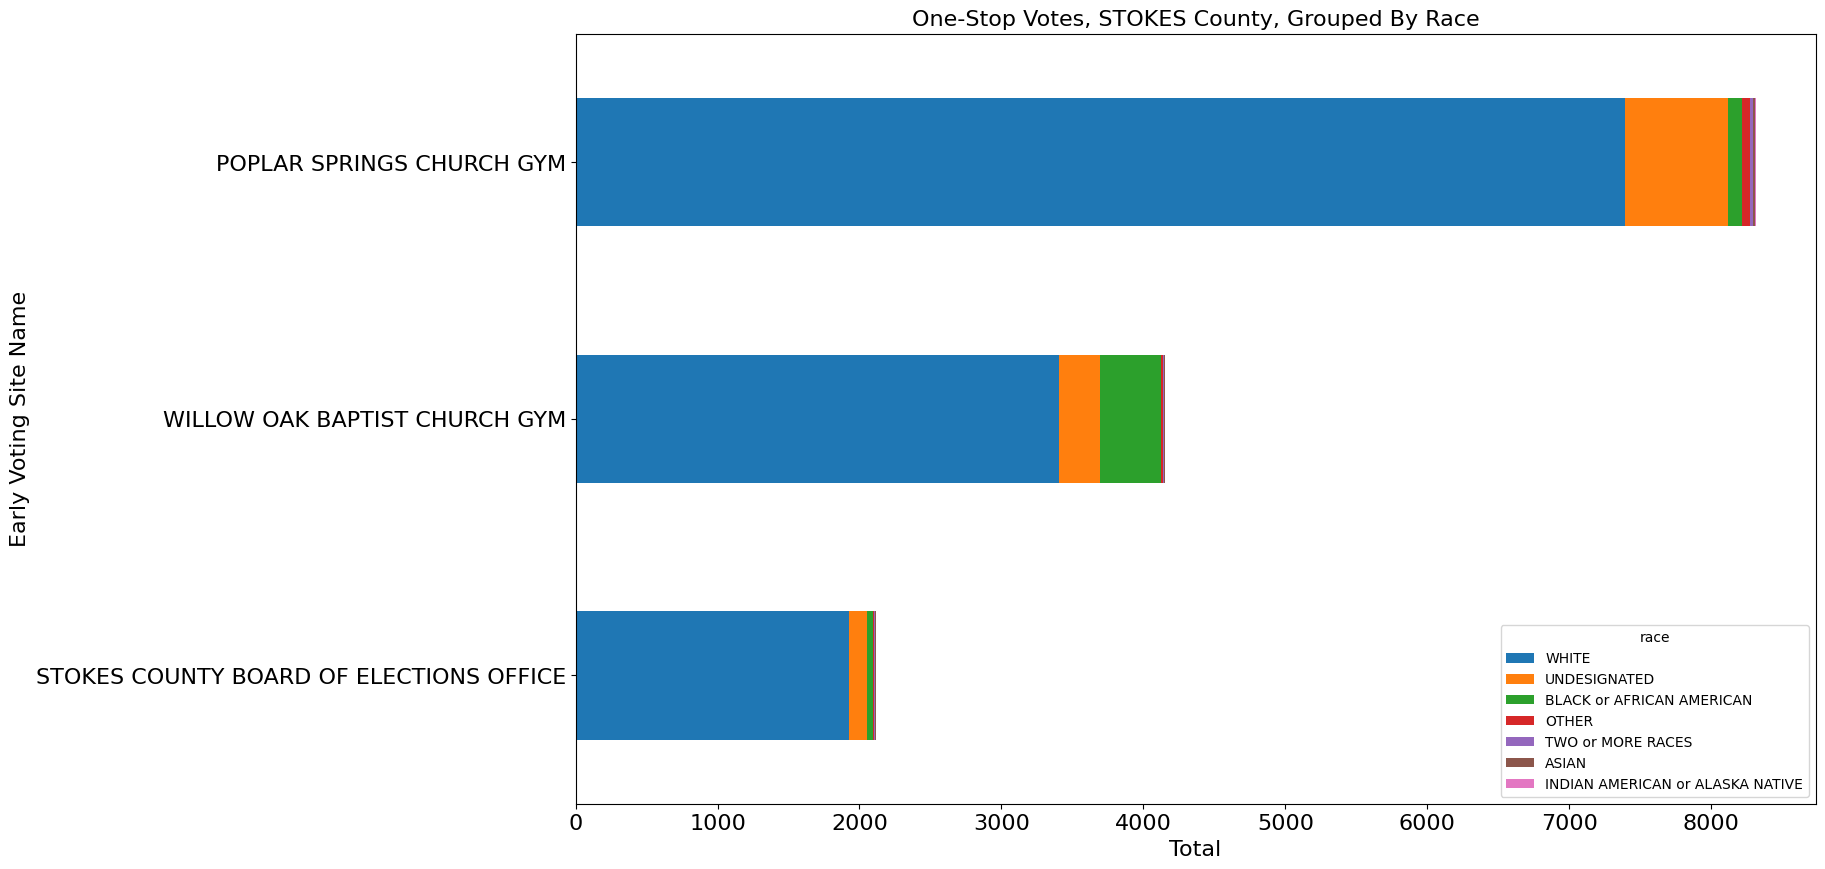 One-Stop Votes, STOKES County, Grouped By Race
Early Voting Site Name
POPLAR SPRINGS CHURCH GYM
WILLOW OAK BAPTIST CHURCH GYM
STOKES COUNTY BOARD OF ELECTIONS OFFICE
race
WHITE
UNDESIGNATED
BLACK or AFRICAN AMERICAN
OTHER
TWO or MORE RACES
ASIAN
INDIAN AMERICAN or ALASKA NATIVE
0 1000 2000 3000 4000 5000 6000 7000 8000
Total